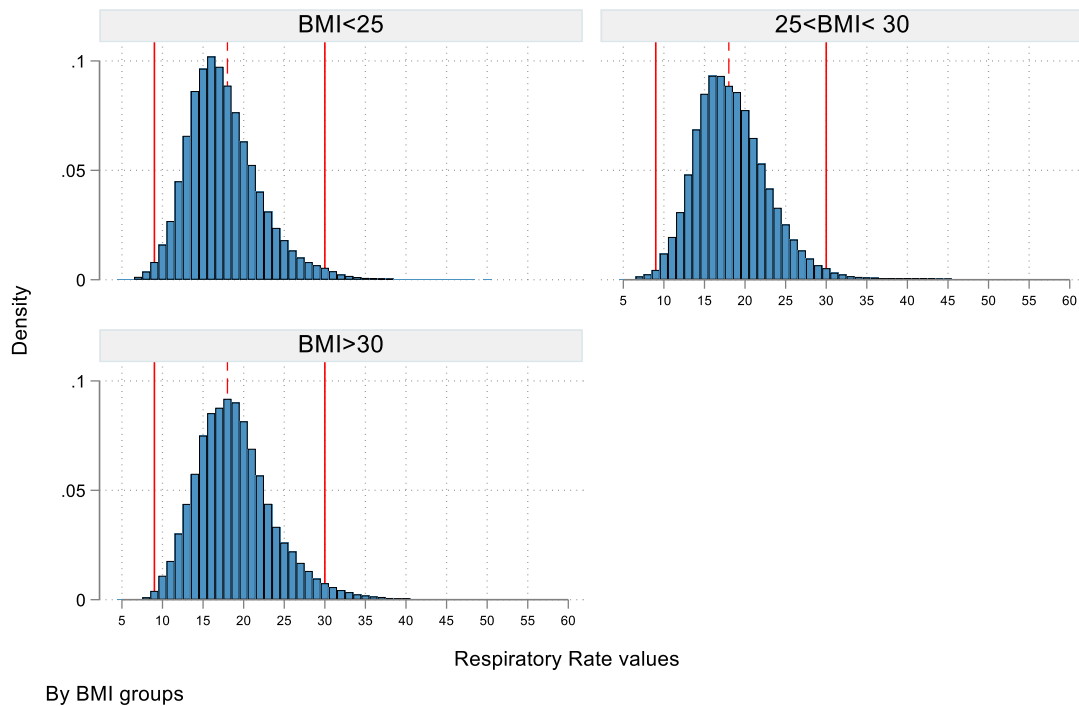 BMI<25
25<BMI< 30
.1
.05
0
5 10 15 20 25 30 35 40 45 50 55 60
BMI>30
.1
.05
0
5 10 15 20 25 30 35 40 45 50 55 60
Density
Respiratory Rate values
By BMI groups